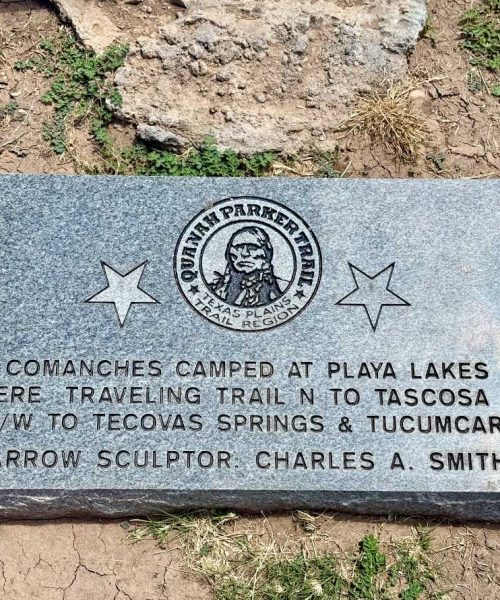 QUANAH PARKER TRAIL
TEXAS PLAINS
TRAIL REGION
COMANCHES CAMPED AT PLAYA LAKES
ERE TRAVELING TRAIL N TO TASCOSA
/W TO TECOVAS SPRINGS & TUCUMCAR
ARROW SCULPTOR: CHARLES A. SMITH